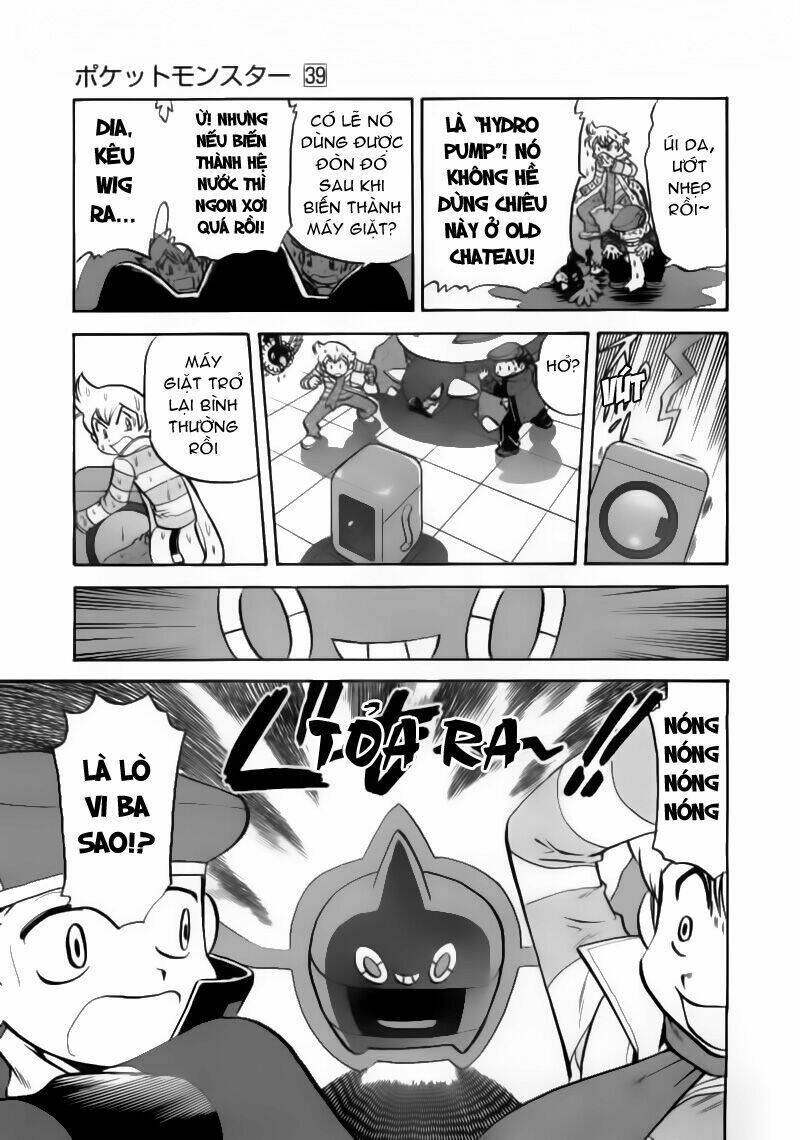 ポケットモンスター 39
ÚI DA,
ƯỚT
NHẸP
RỒI~
LÀ "HYDRO
PUMP"! NÓ
KHÔNG HỀ
DÙNG CHIÊU
NÀY Ở OLD
CHATEAU!
CÓ LẼ NÓ
DÙNG ĐƯỢC
ĐÒN ĐÓ
SAU KHI
BIẾN THÀNH
MÁY GIẶT?
Ừ! NHƯNG
NẾU BIẾN
THÀNH HỆ
NƯỚC THÌ
NGON XƠI
QUÁ RỒI!
DIA,
KÊU
WIG
RA...
VÚT
HỞ?
MÁY
GIẶT TRỞ
LẠI BÌNH
THƯỜNG
RỒI
TỎA RA~!!
NÓNG
NÓNG
NÓNG
NÓNG
LÀ LÒ
VI BA
SAO!?